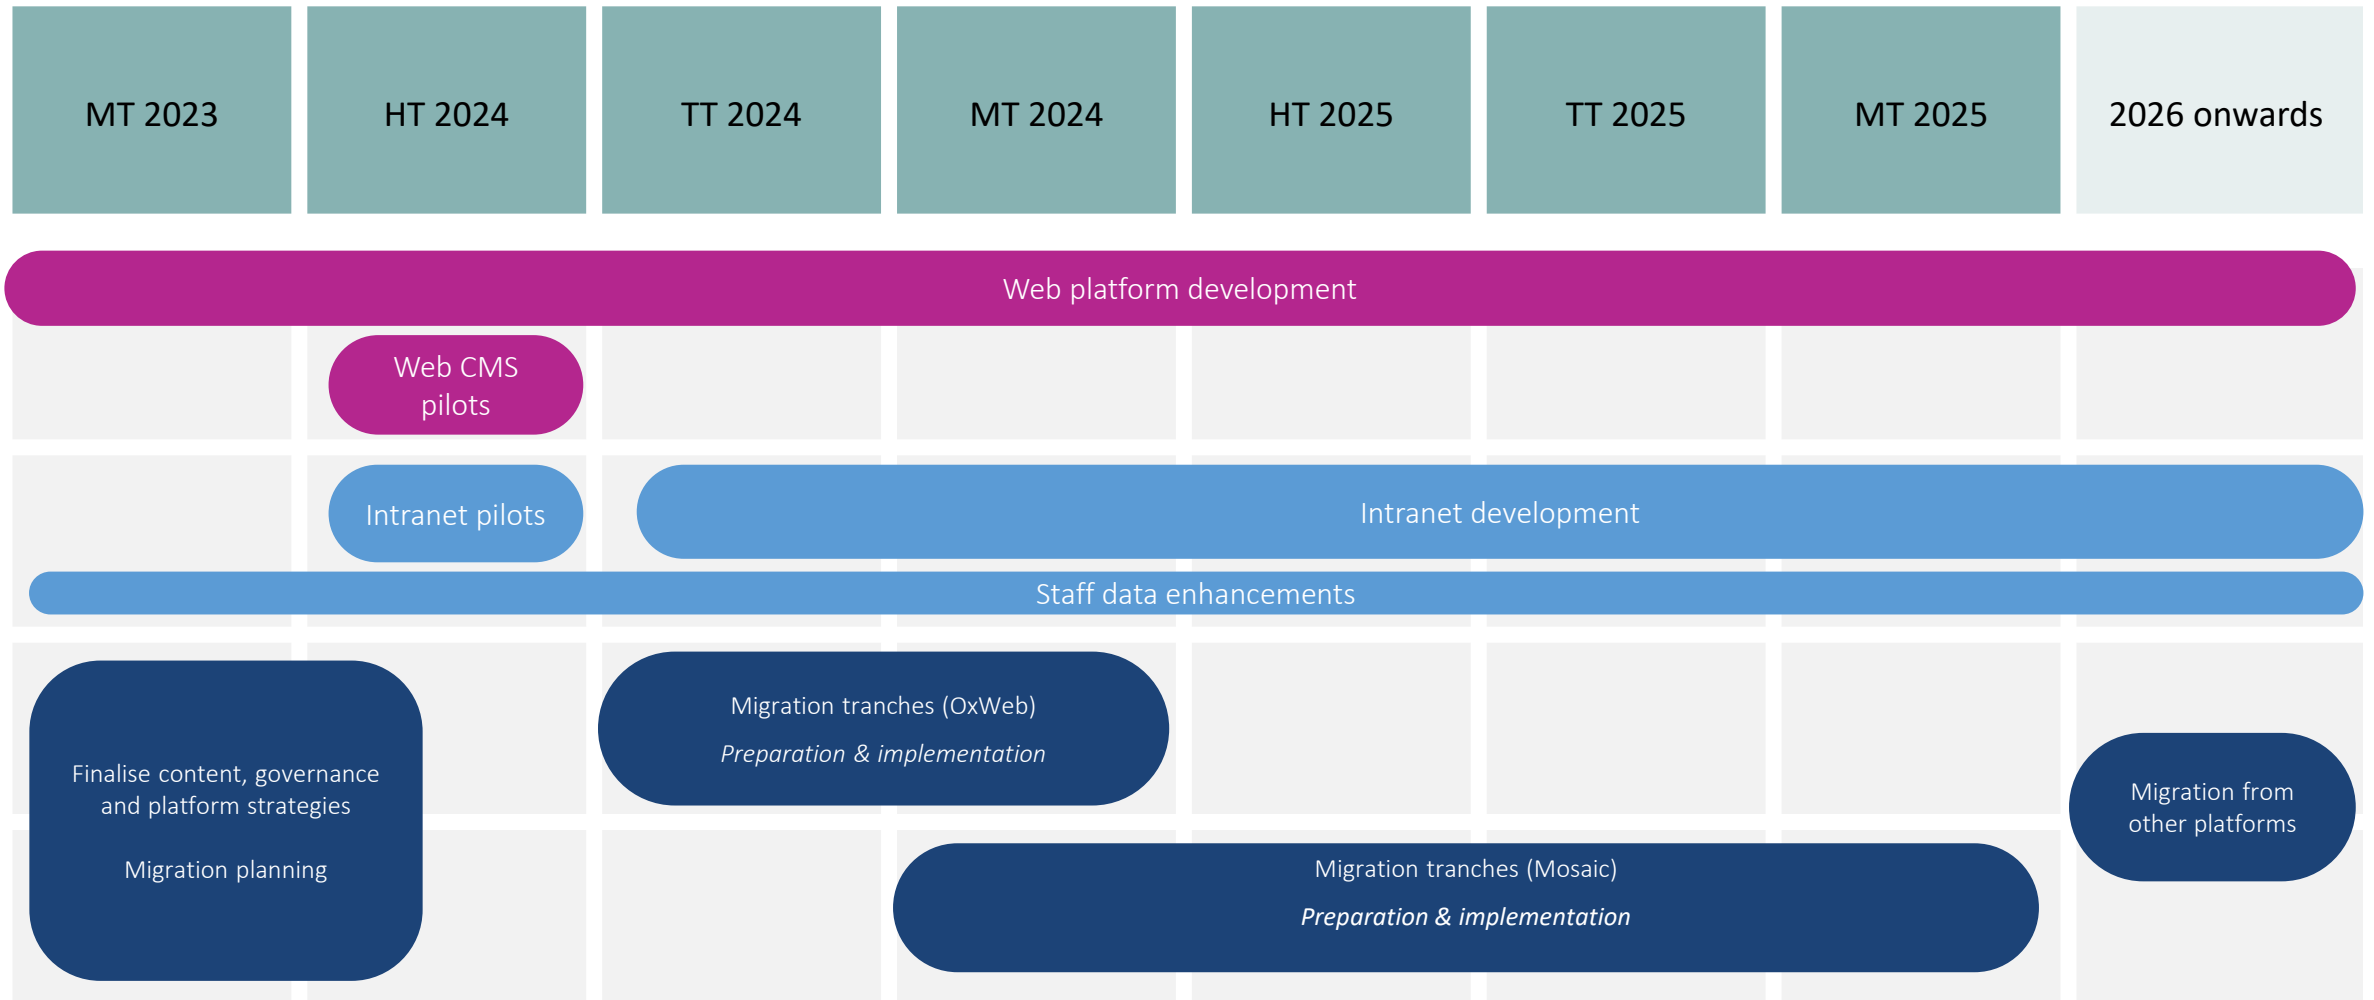 MT 2023
HT 2024
TT 2024
MT 2024
HT 2025
TT 2025
MT 2025
2026 onwards
Web platform development
Web CMS
pilots
Intranet pilots
Intranet development
Staff data enhancements
Finalise content, governance
and platform strategies
Migration planning
Migration tranches (OxWeb)
Preparation & implementation
Migration tranches (Mosaic)
Preparation & implementation
Migration from
other platforms